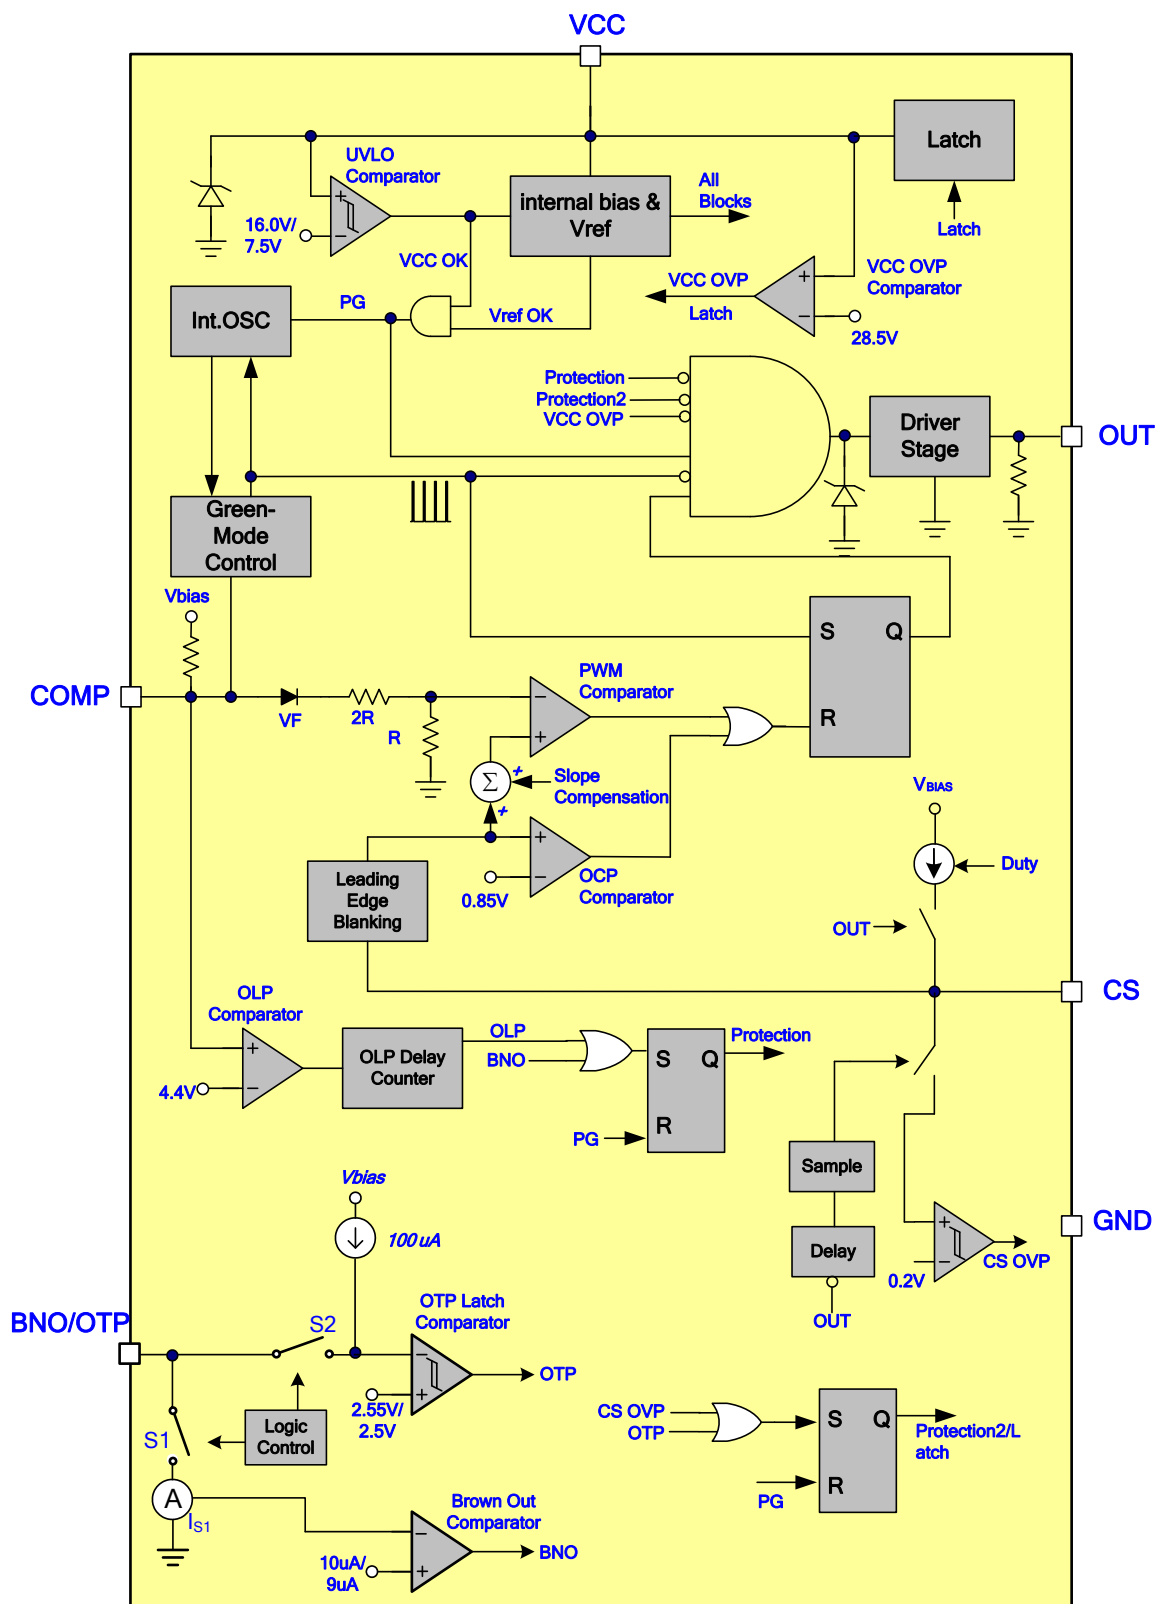 VCC
UVLO
Comparator
16.0V/
7.5V
+
−
internal bias &
Vref
All
Blocks
Latch
Latch
VCC OK
VCC OVP
Latch
+
−
VCC OVP
Comparator
28.5V
Int.OSC
PG
Vref OK
Protection
Protection2
VCC OVP
Driver
Stage
OUT
Green-
Mode
Control
Vbias
COMP
VF
2R
R
PWM
Comparator
−
+
S
Q
R
Σ
+
+
Slope
Compensation
+
−
OCP
Comparator
0.85V
Leading
Edge
Blanking
VBIAS
Duty
OUT
CS
OLP
Comparator
+
−
4.4V
OLP Delay
Counter
OLP
BNO
S
Q
R
Protection
PG
Sample
Delay
OUT
+
−
0.2V
CS OVP
GND
Vbias
100uA
BNO/OTP
S2
OTP Latch
Comparator
−
+
OTP
2.55V/
2.5V
S1
Logic
Control
A
IS1
Brown Out
Comparator
−
+
BNO
10uA/
9uA
CS OVP
OTP
S
Q
R
Protection2/L
atch
PG